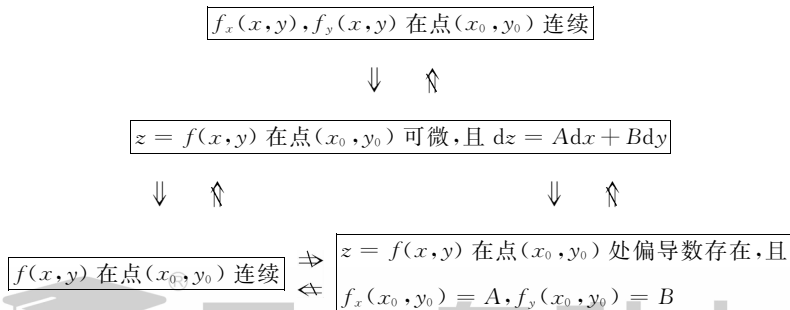 f_x(x,y),f_y(x,y)在点(x_0,y_0)连续
⇓ ⇑̸
z = f(x,y)在点(x_0,y_0)可微,且 dz = Adx + Bdy
⇓ ⇑̸ ⇓ ⇑̸
f(x,y)在点(x_0,y_0)连续
⇏
⇍
z = f(x,y)在点(x_0,y_0)处偏导数存在,且
f_x(x_0,y_0) = A,f_y(x_0,y_0) = B
®